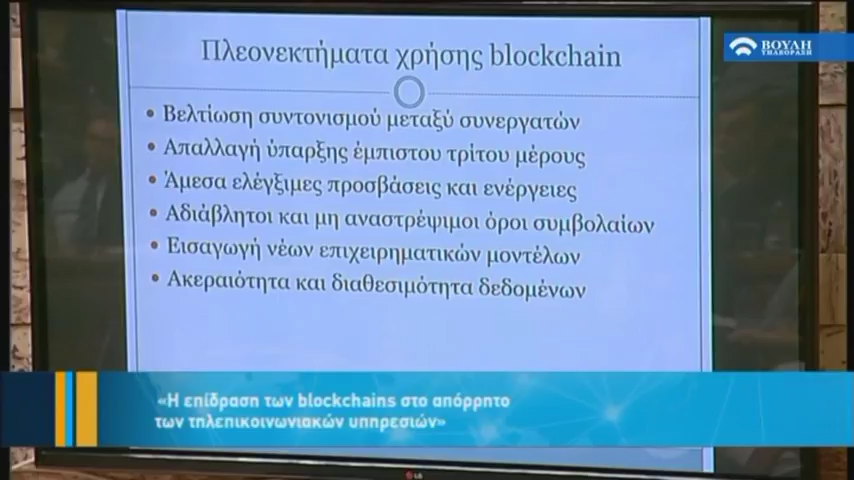 Πλεονεκτήματα χρήσης blockchain
ΒΟΥΛΗ
ΤΗΛΕΟΡΑΣΗ
• Βελτίωση συντονισμού μεταξύ συνεργατών
• Απαλλαγή ύπαρξης έμπιστου τρίτου μέρους
• Άμεσα ελέγξιμες προσβάσεις και ενέργειες
• Αδιάβλητοι και μη αναστρέψιμοι όροι συμβολαίων
• Εισαγωγή νέων επιχειρηματικών μοντέλων
• Ακεραιότητα και διαθεσιμότητα δεδομένων
«Η επίδραση των blockchains στο απόρρητο
των τηλεπικοινωνιακών υπηρεσιών»
LG